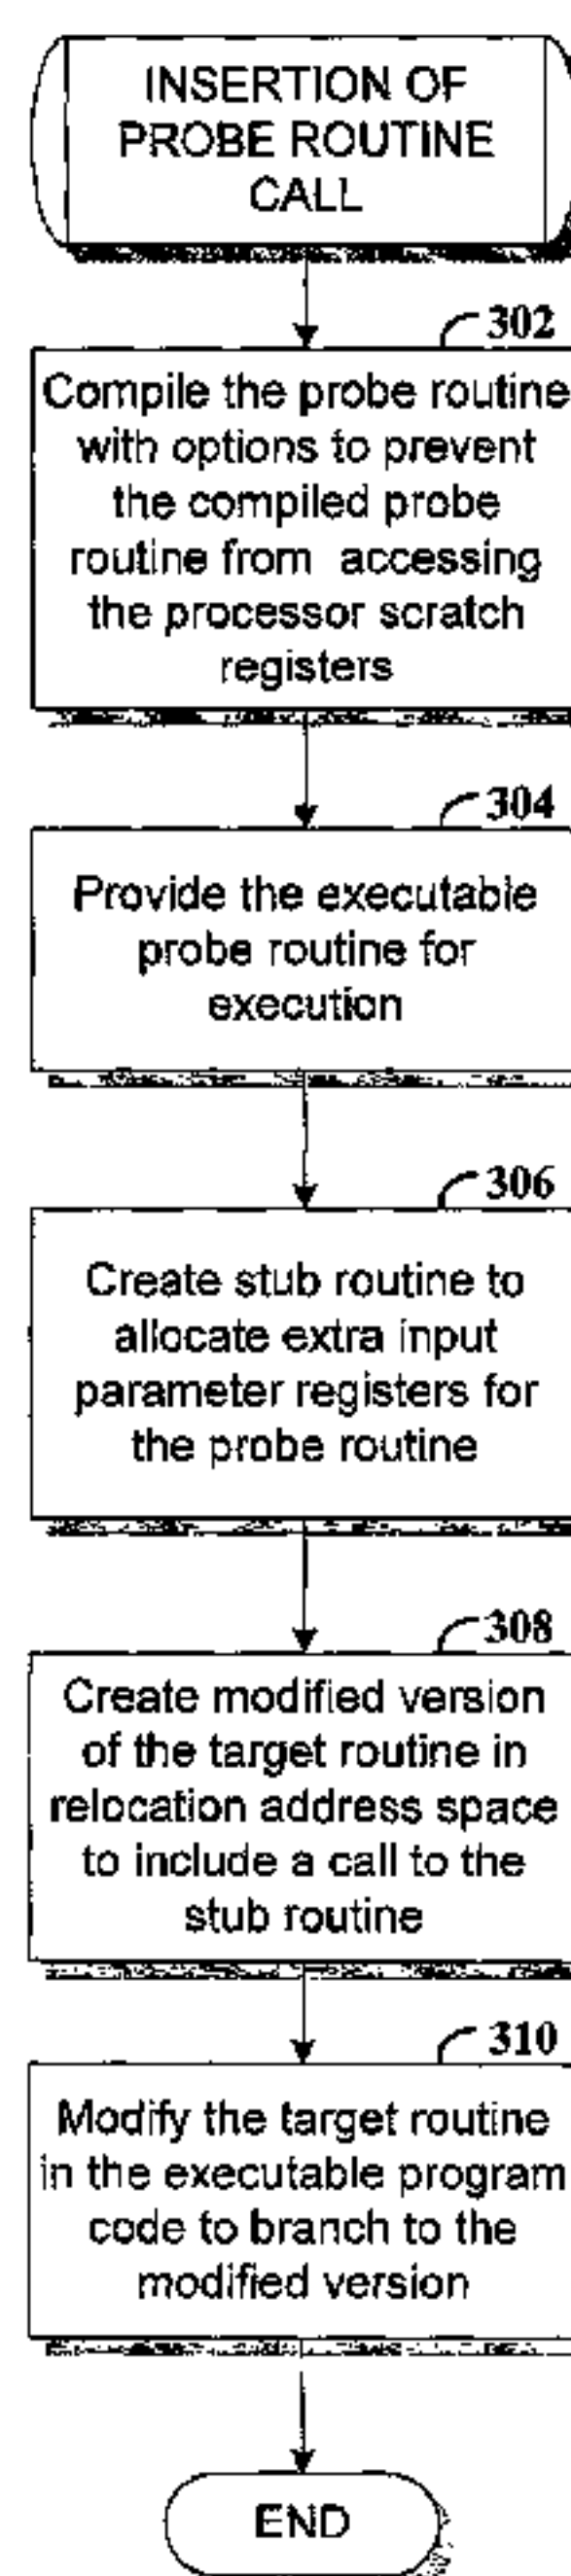 INSERTION OF
PROBE ROUTINE
CALL
302
Compile the probe routine
with options to prevent
the compiled probe
routine from accessing
the processor scratch
registers
304
Provide the executable
probe routine for
execution
306
Create stub routine to
allocate extra input
parameter registers for
the probe routine
308
Create modified version
of the target routine in
relocation address space
to include a call to the
stub routine
310
Modify the target routine
in the executable program
code to branch to the
modified version
END